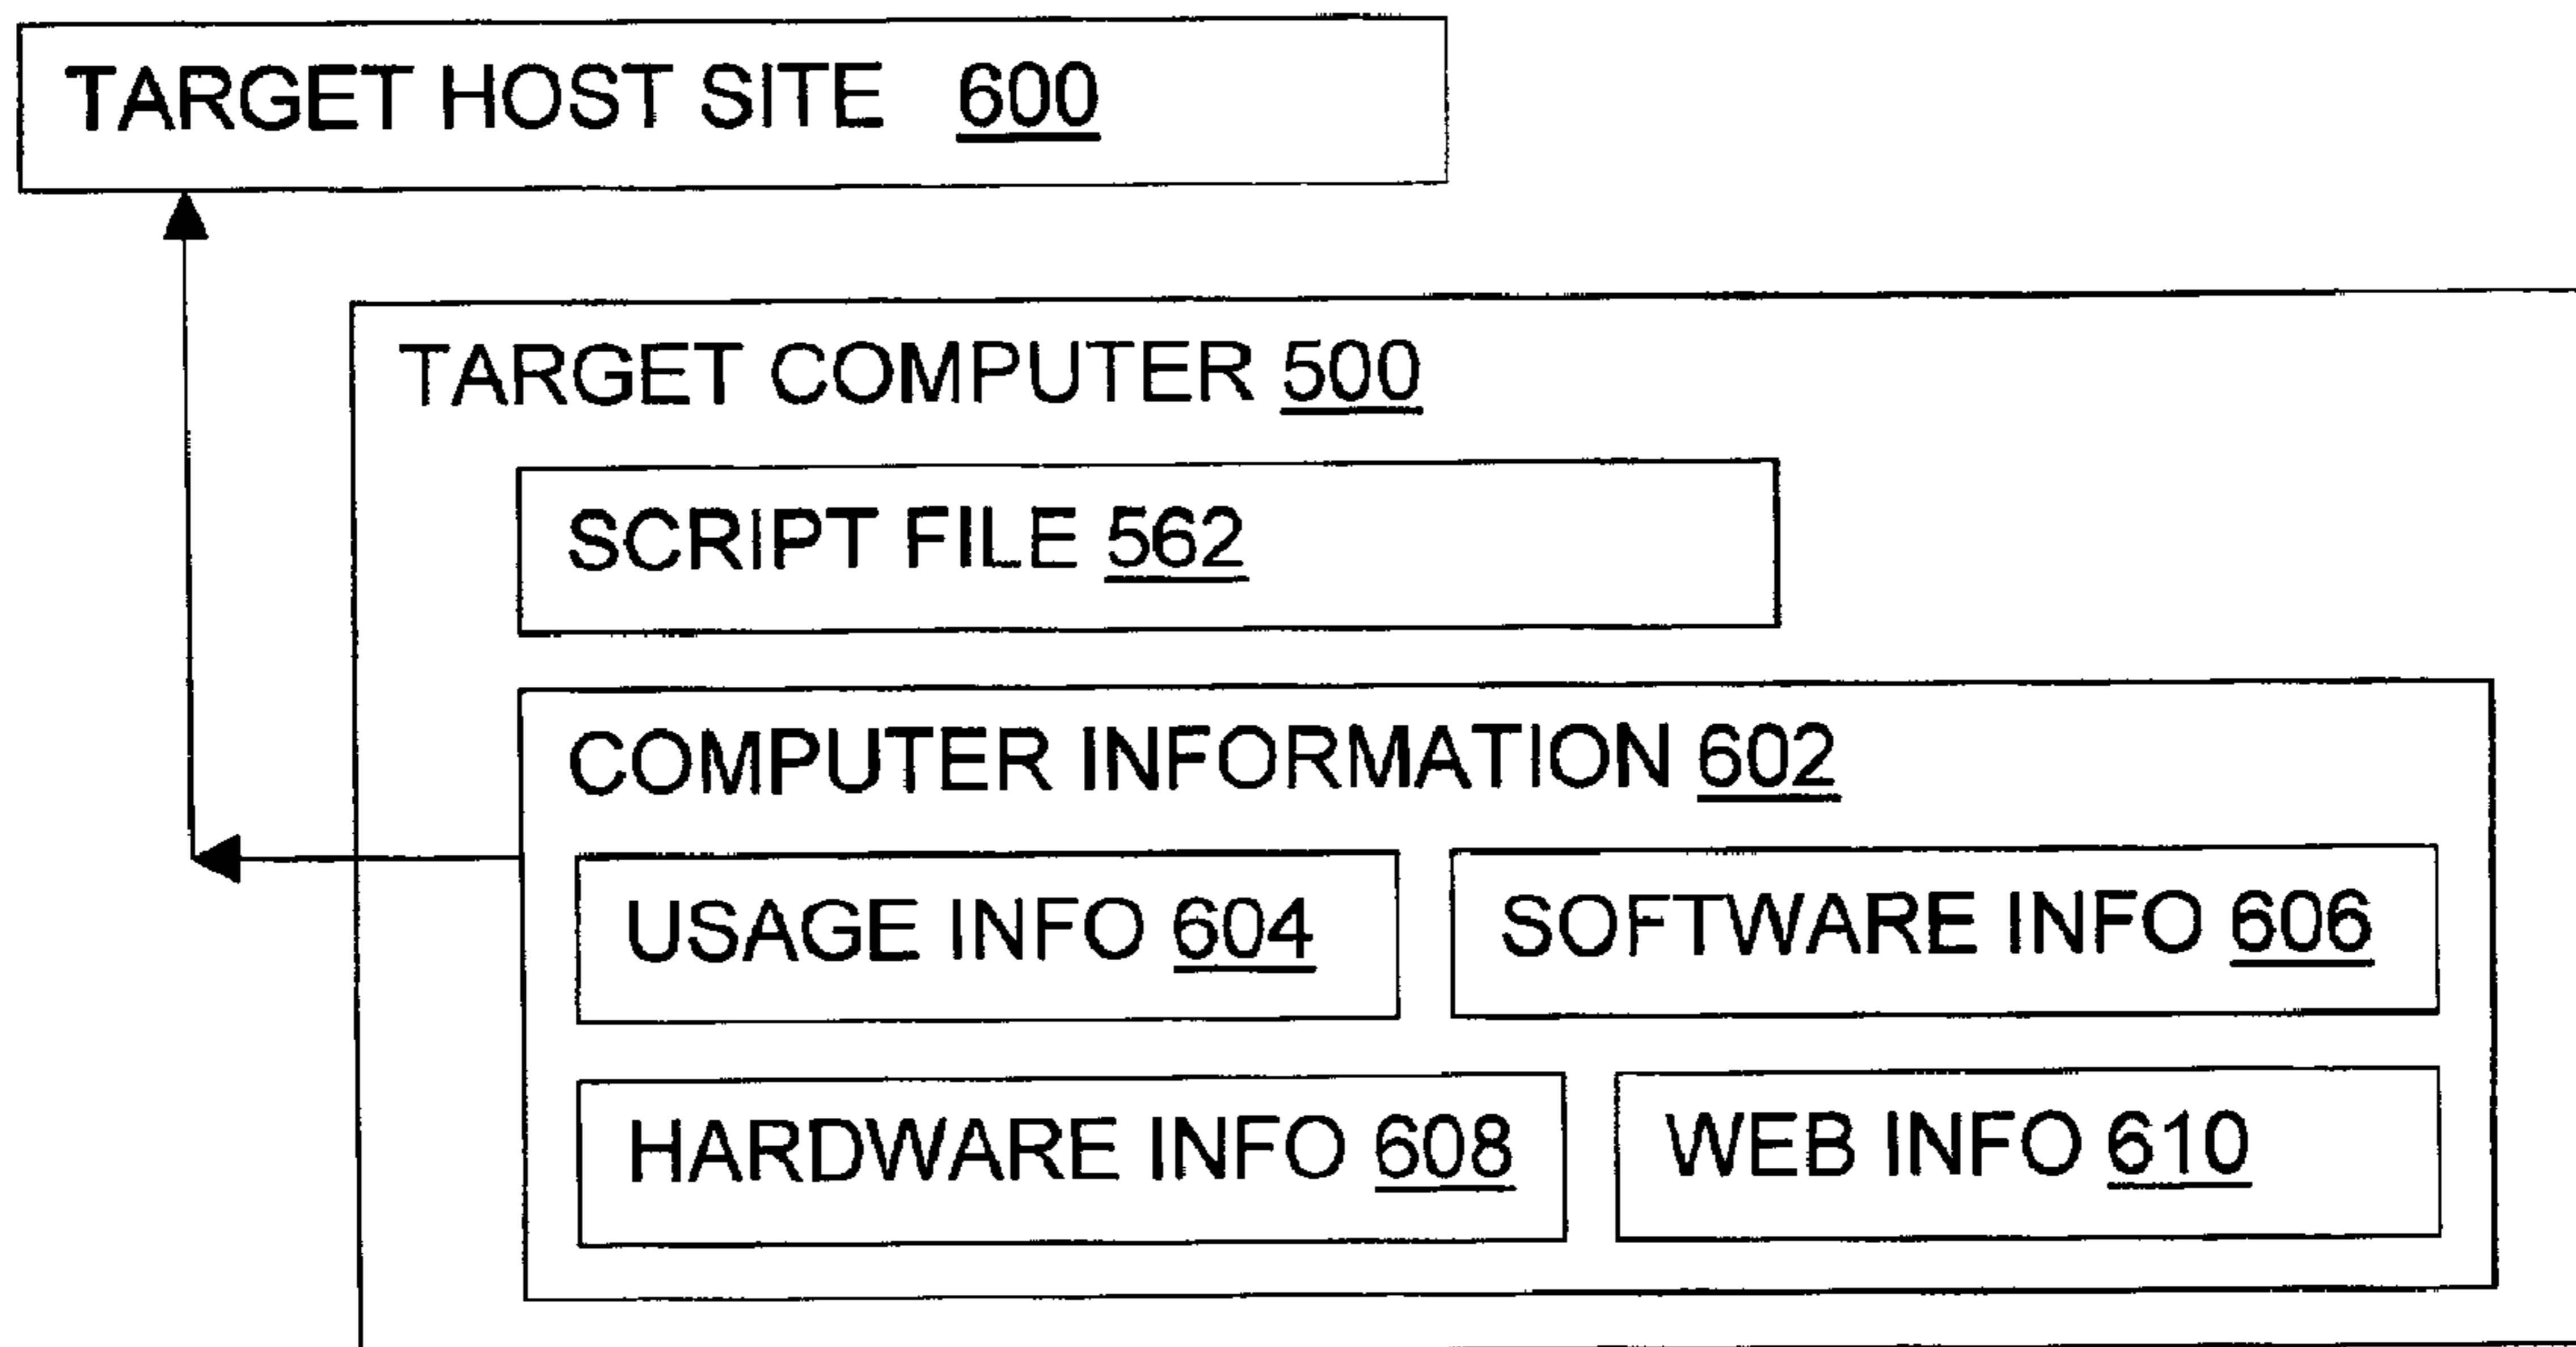 TARGET HOST SITE 600
TARGET COMPUTER 500
SCRIPT FILE 562
COMPUTER INFORMATION 602
USAGE INFO 604
SOFTWARE INFO 606
HARDWARE INFO 608
WEB INFO 610